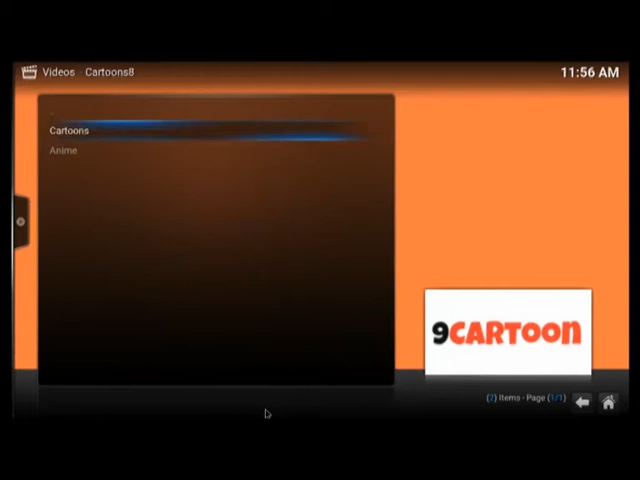 Videos - Cartoons8
11:56 AM
..
Cartoons
Anime
9CARTOON
(2) Items - Page (1/1)